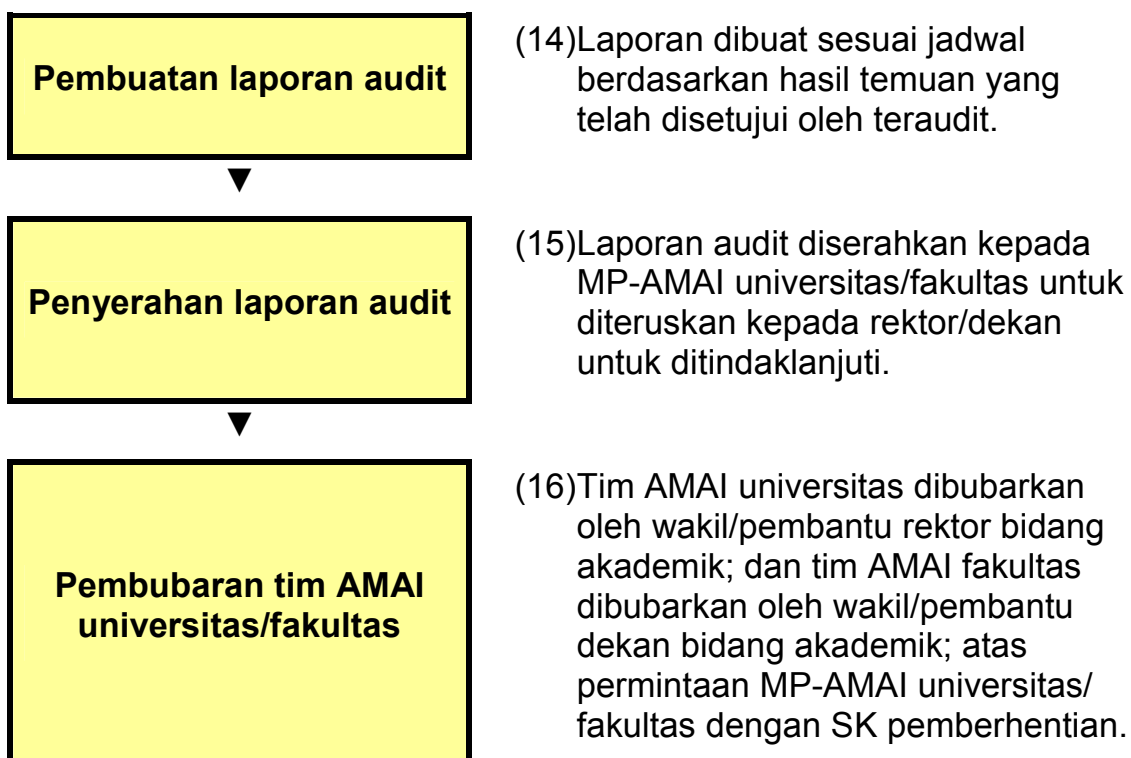 Pembuatan laporan audit
(14)Laporan dibuat sesuai jadwal
berdasarkan hasil temuan yang
telah disetujui oleh teraudit.
▼
Penyerahan laporan audit
(15)Laporan audit diserahkan kepada
MP-AMAI universitas/fakultas untuk
diteruskan kepada rektor/dekan
untuk ditindaklanjuti.
▼
Pembubaran tim AMAI
universitas/fakultas
(16)Tim AMAI universitas dibubarkan
oleh wakil/pembantu rektor bidang
akademik; dan tim AMAI fakultas
dibubarkan oleh wakil/pembantu
dekan bidang akademik; atas
permintaan MP-AMAI universitas/
fakultas dengan SK pemberhentian.